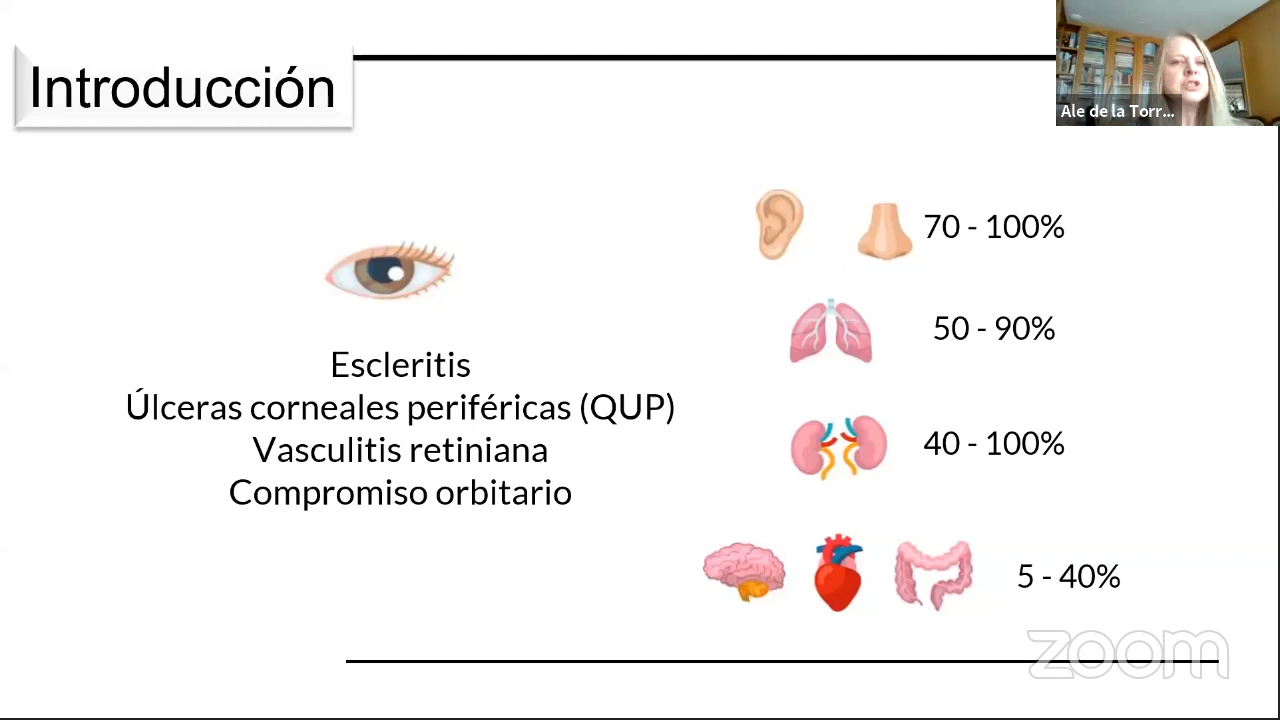 Introducción
Ale de la Torr...
Escleritis
Úlceras corneales periféricas (QUP)
Vasculitis retiniana
Compromiso orbitario
70 - 100%
50 - 90%
40 - 100%
5 - 40%
zoom